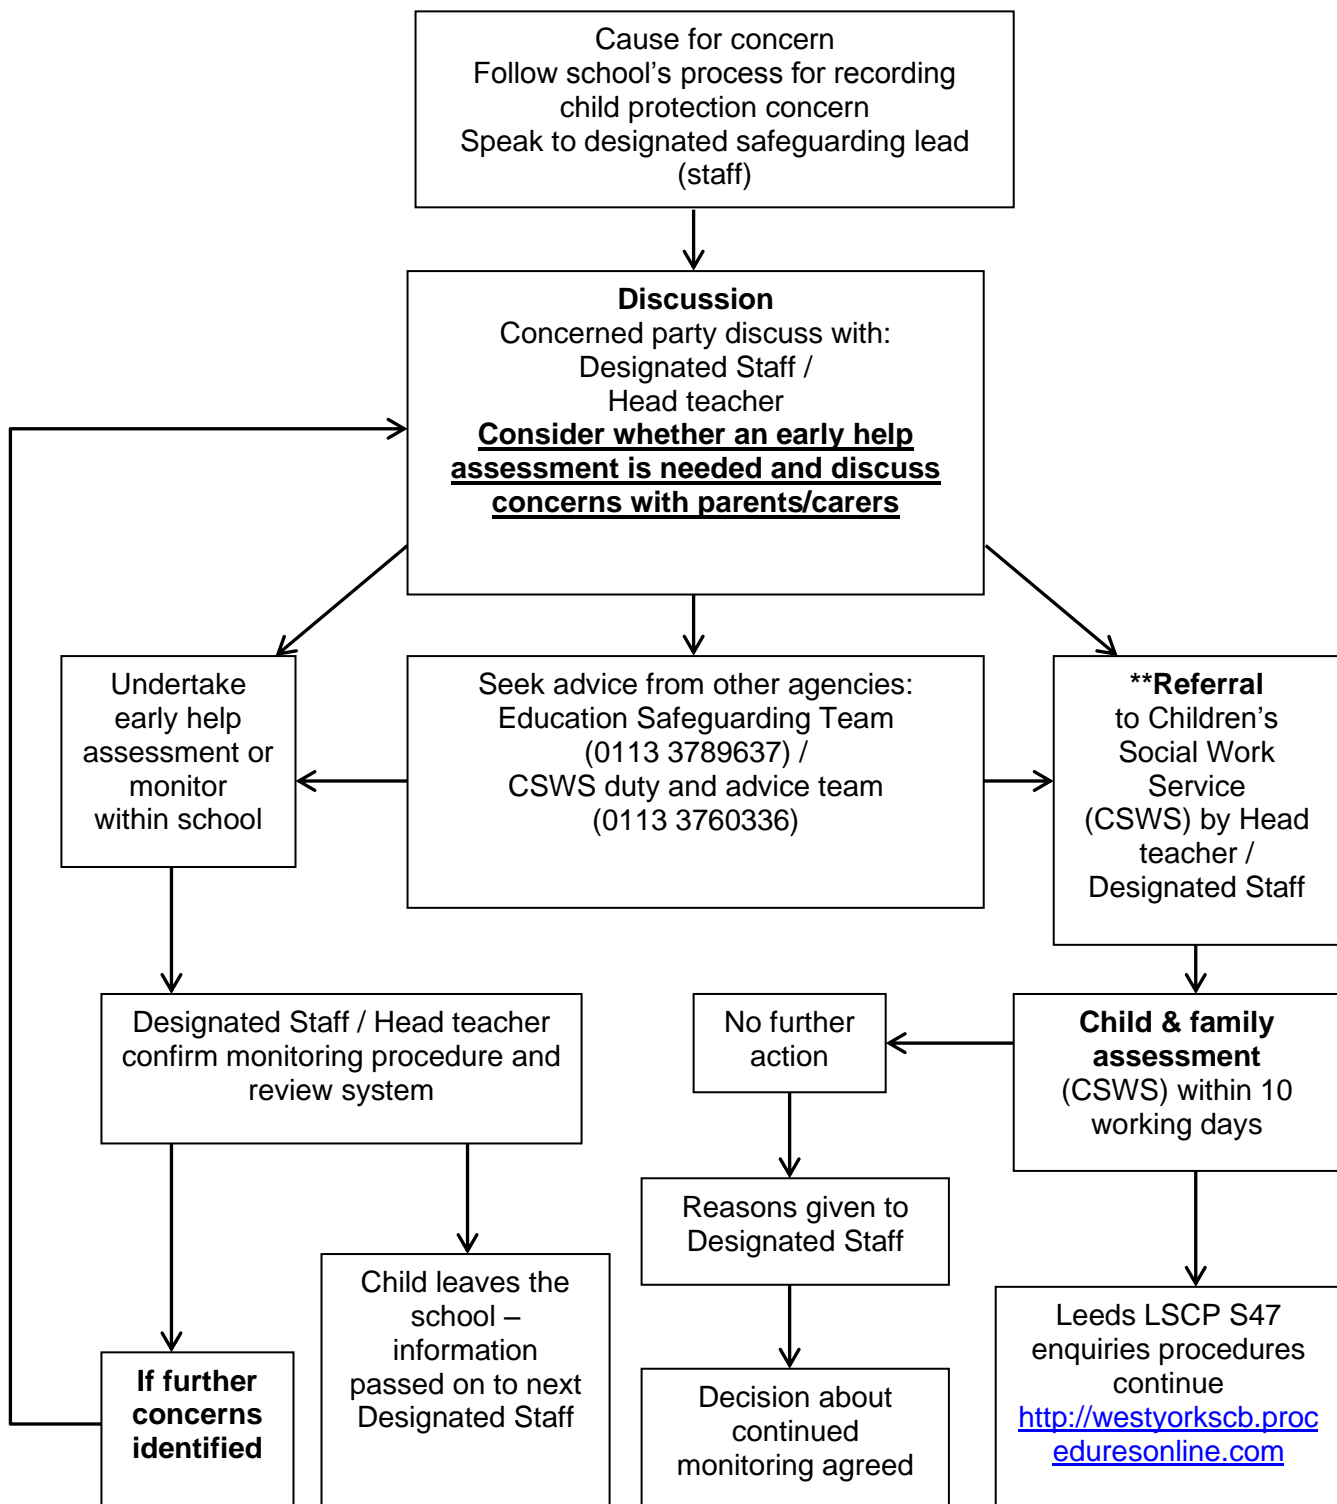 Cause for concern
Follow school's process for recording
child protection concern
Speak to designated safeguarding lead
(staff)
Discussion
Concerned party discuss with:
Designated Staff /
Head teacher
Consider whether an early help
assessment is needed and discuss
concerns with parents/carers
Undertake
early help
assessment or
monitor
within school
Seek advice from other agencies:
Education Safeguarding Team
(0113 3789637) /
CSWS duty and advice team
(0113 3760336)
**Referral
to Children's
Social Work
Service
(CSWS) by Head
teacher /
Designated Staff
Designated Staff / Head teacher
confirm monitoring procedure and
review system
No further
action
Child & family
assessment
(CSWS) within 10
working days
Reasons given to
Designated Staff
Child leaves the
school –
information
passed on to next
Designated Staff
If further
concerns
identified
Decision about
continued
monitoring agreed
Leeds LSCP S47
enquiries procedures
continue
http://westyorkscb.proc
eduresonline.com